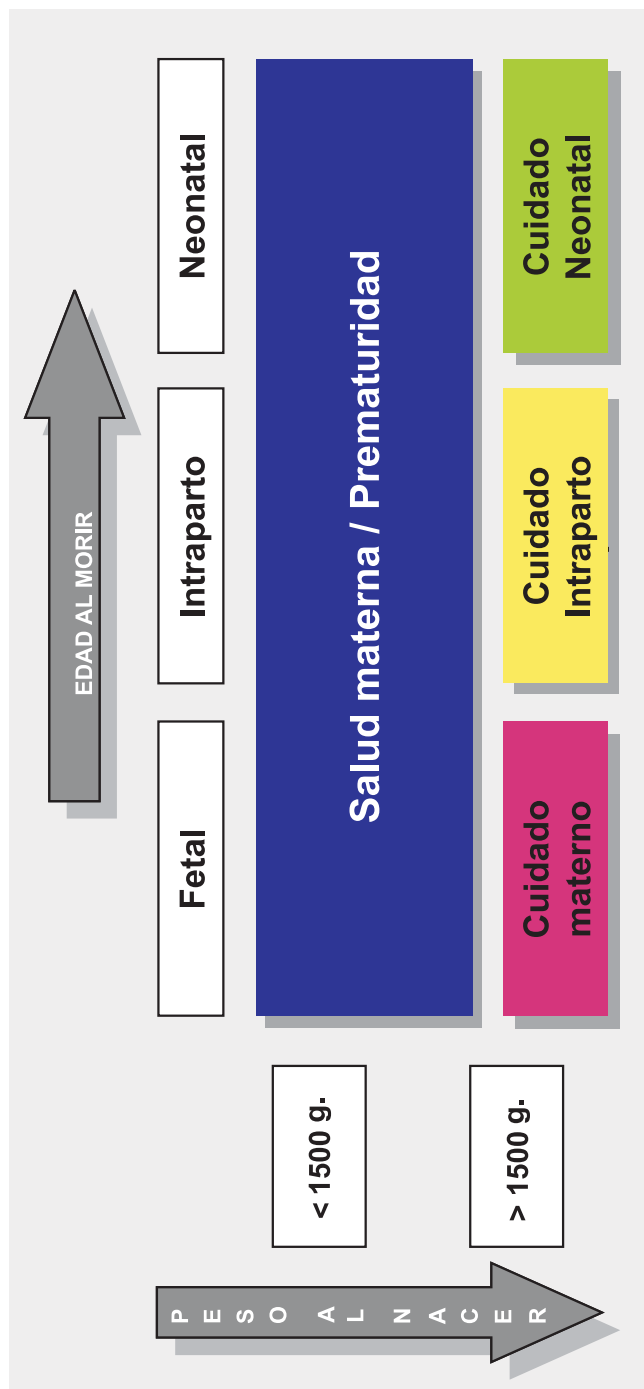 EDAD AL MORIR
Fetal
Intraparto
Neonatal
PESO AL NACER
< 1500 g.
Salud materna / Prematuridad
> 1500 g.
Cuidado
materno
Cuidado
Intraparto
Cuidado
Neonatal